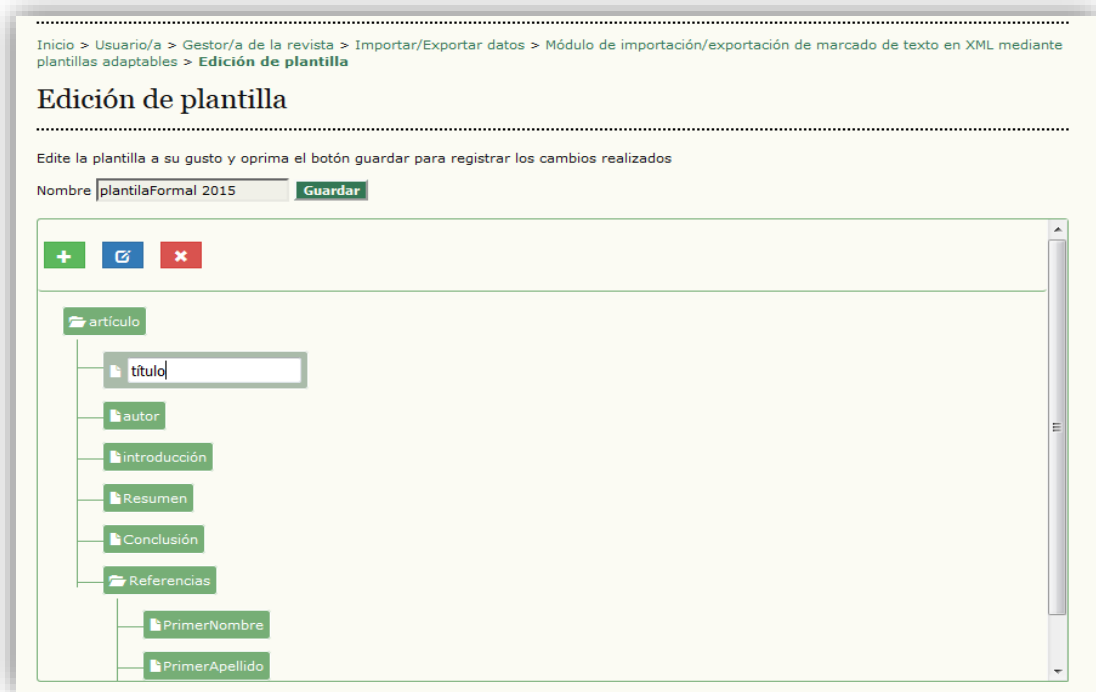 Inicio > Usuario/a > Gestor/a de la revista > Importar/Exportar datos > Módulo de importación/exportación de marcado de texto en XML mediante
plantillas adaptables > Edición de plantilla
Edición de plantilla
Edite la plantilla a su gusto y oprima el botón guardar para registrar los cambios realizados
Nombre plantilaFormal 2015 Guardar
artículo
título
autor
introducción
Resumen
Conclusión
Referencias
PrimerNombre
PrimerApellido